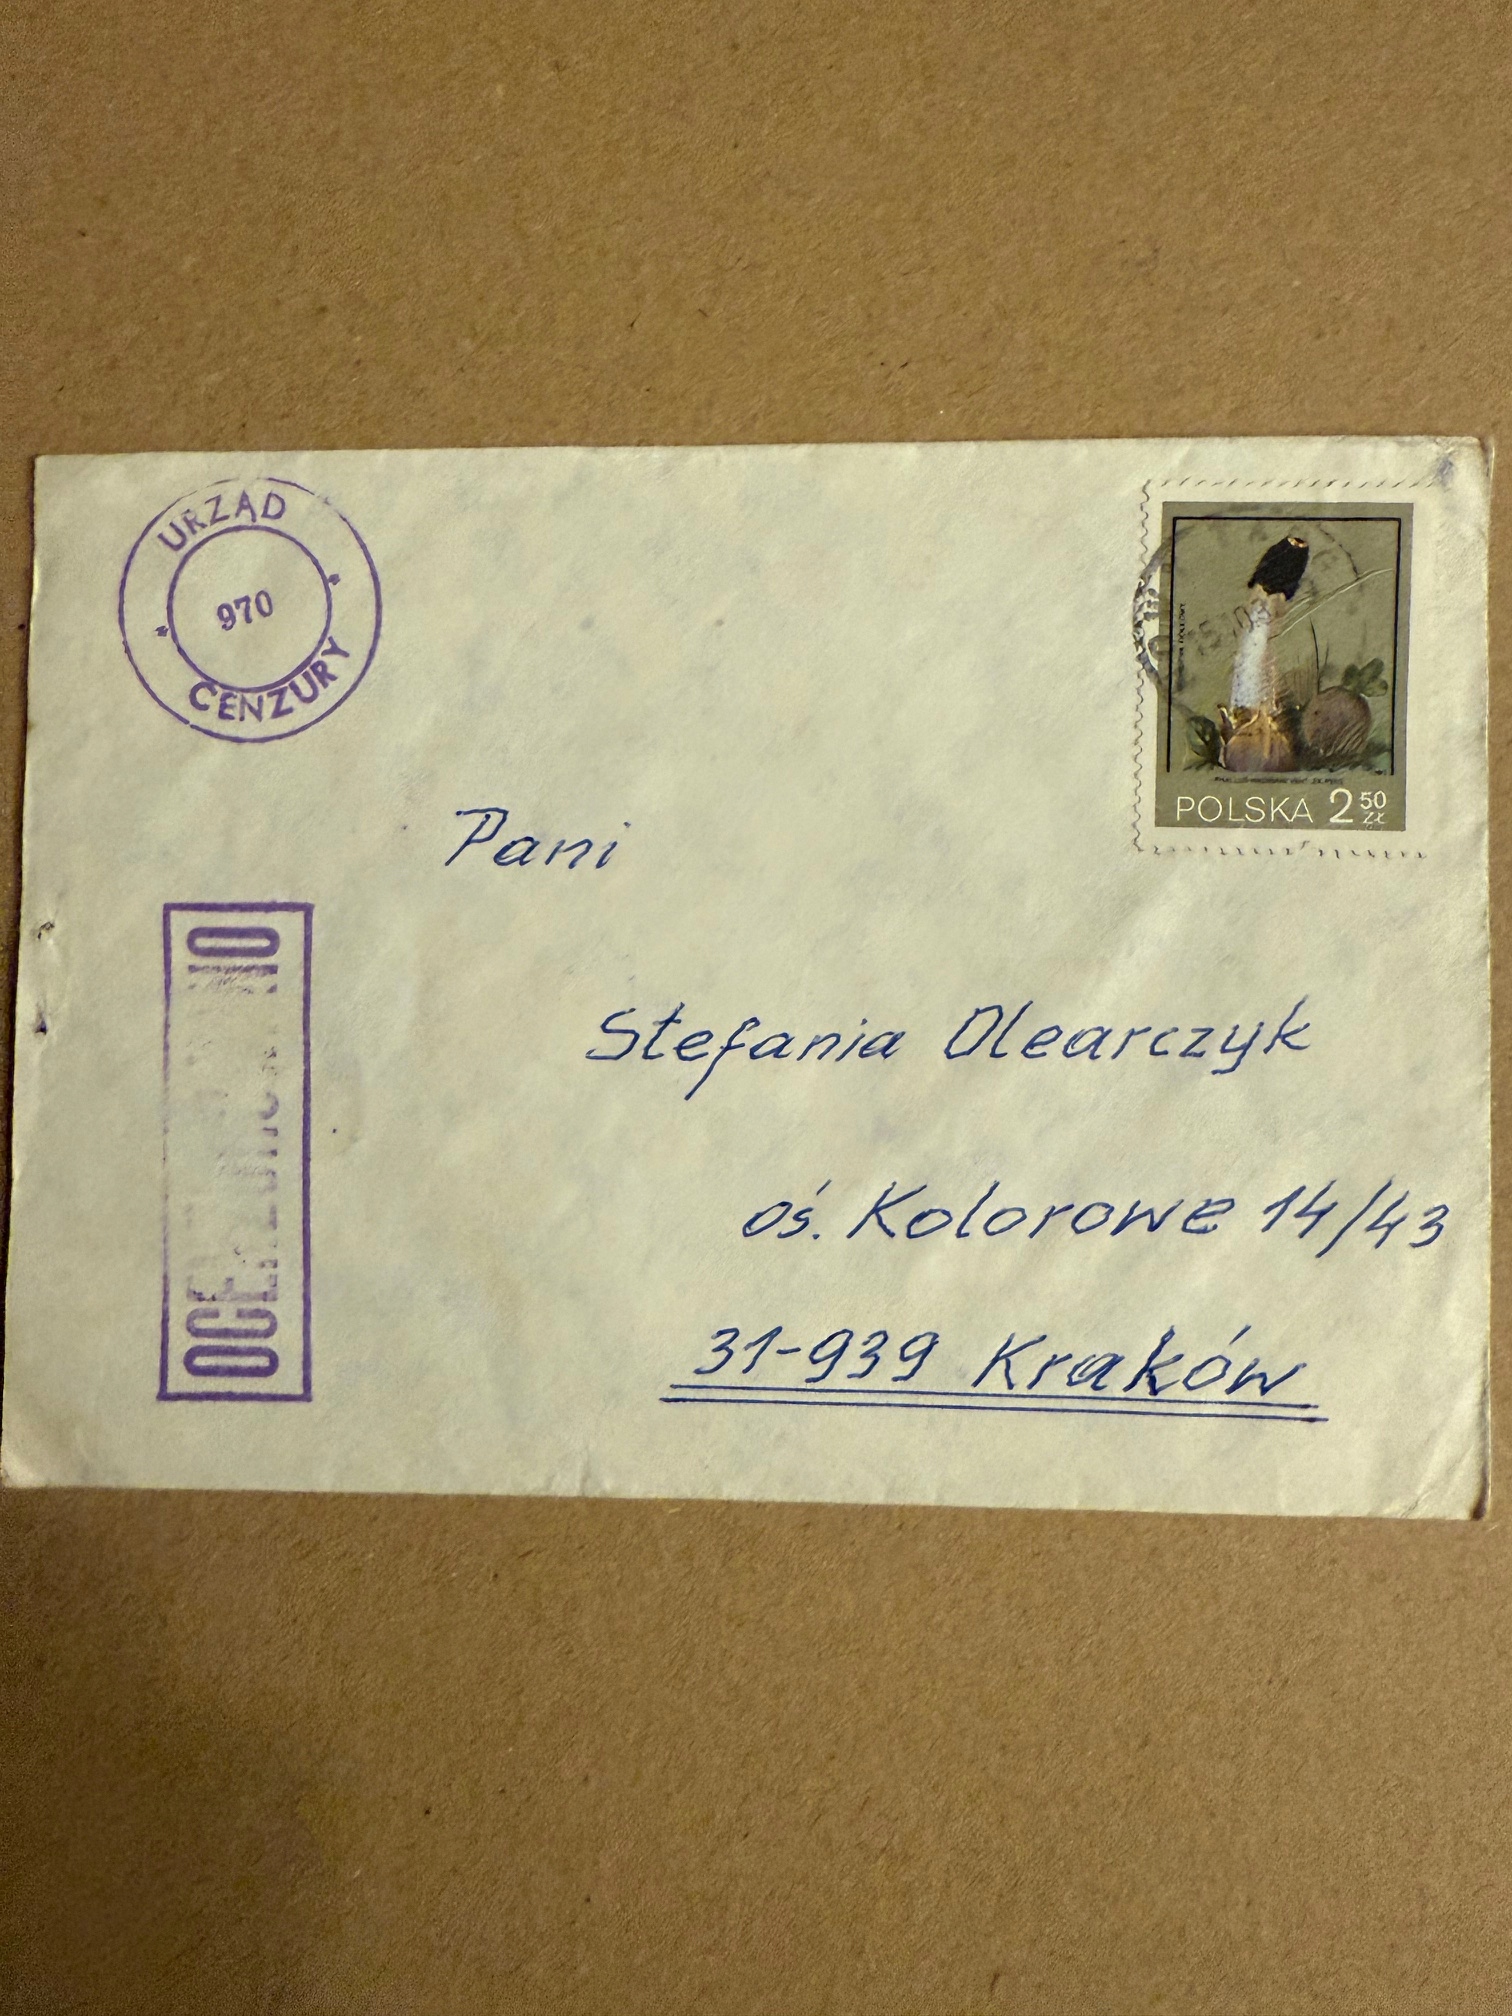 URZĄD
970
CENZURY
POLSKA 2 50 ZŁ
Pani
Stefania Olearczyk
oś. Kolorowe 14/43
31-939 Kraków